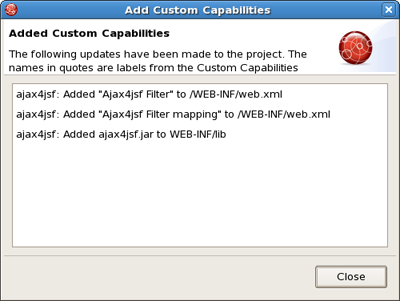 Add Custom Capabilities
Added Custom Capabilities
The following updates have been made to the project. The
names in quotes are labels from the Custom Capabilities
ajax4jsf: Added "Ajax4jsf Filter" to /WEB-INF/web.xml
ajax4jsf: Added "Ajax4jsf Filter mapping" to /WEB-INF/web.xml
ajax4jsf: Added ajax4jsf.jar to WEB-INF/lib
Close